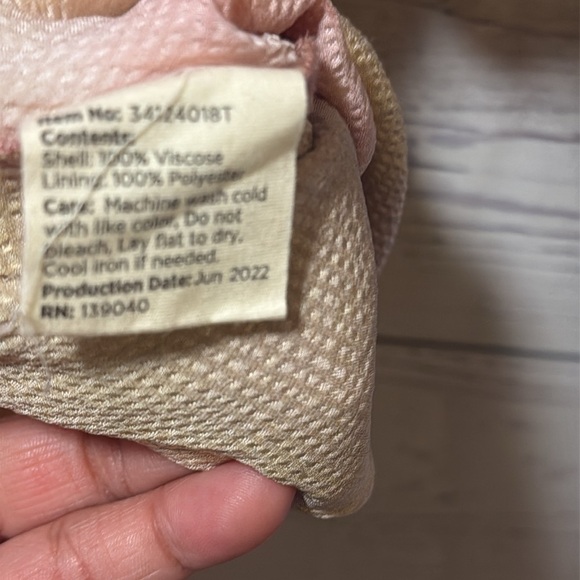 Item No: 34124018T
Contents:
Shell: 100% Viscose
Lining: 100% Polyester
Care: Machine wash cold
with like color. Do not
bleach. Lay flat to dry.
Cool iron if needed.
Production Date: Jun 2022
RN: 139040